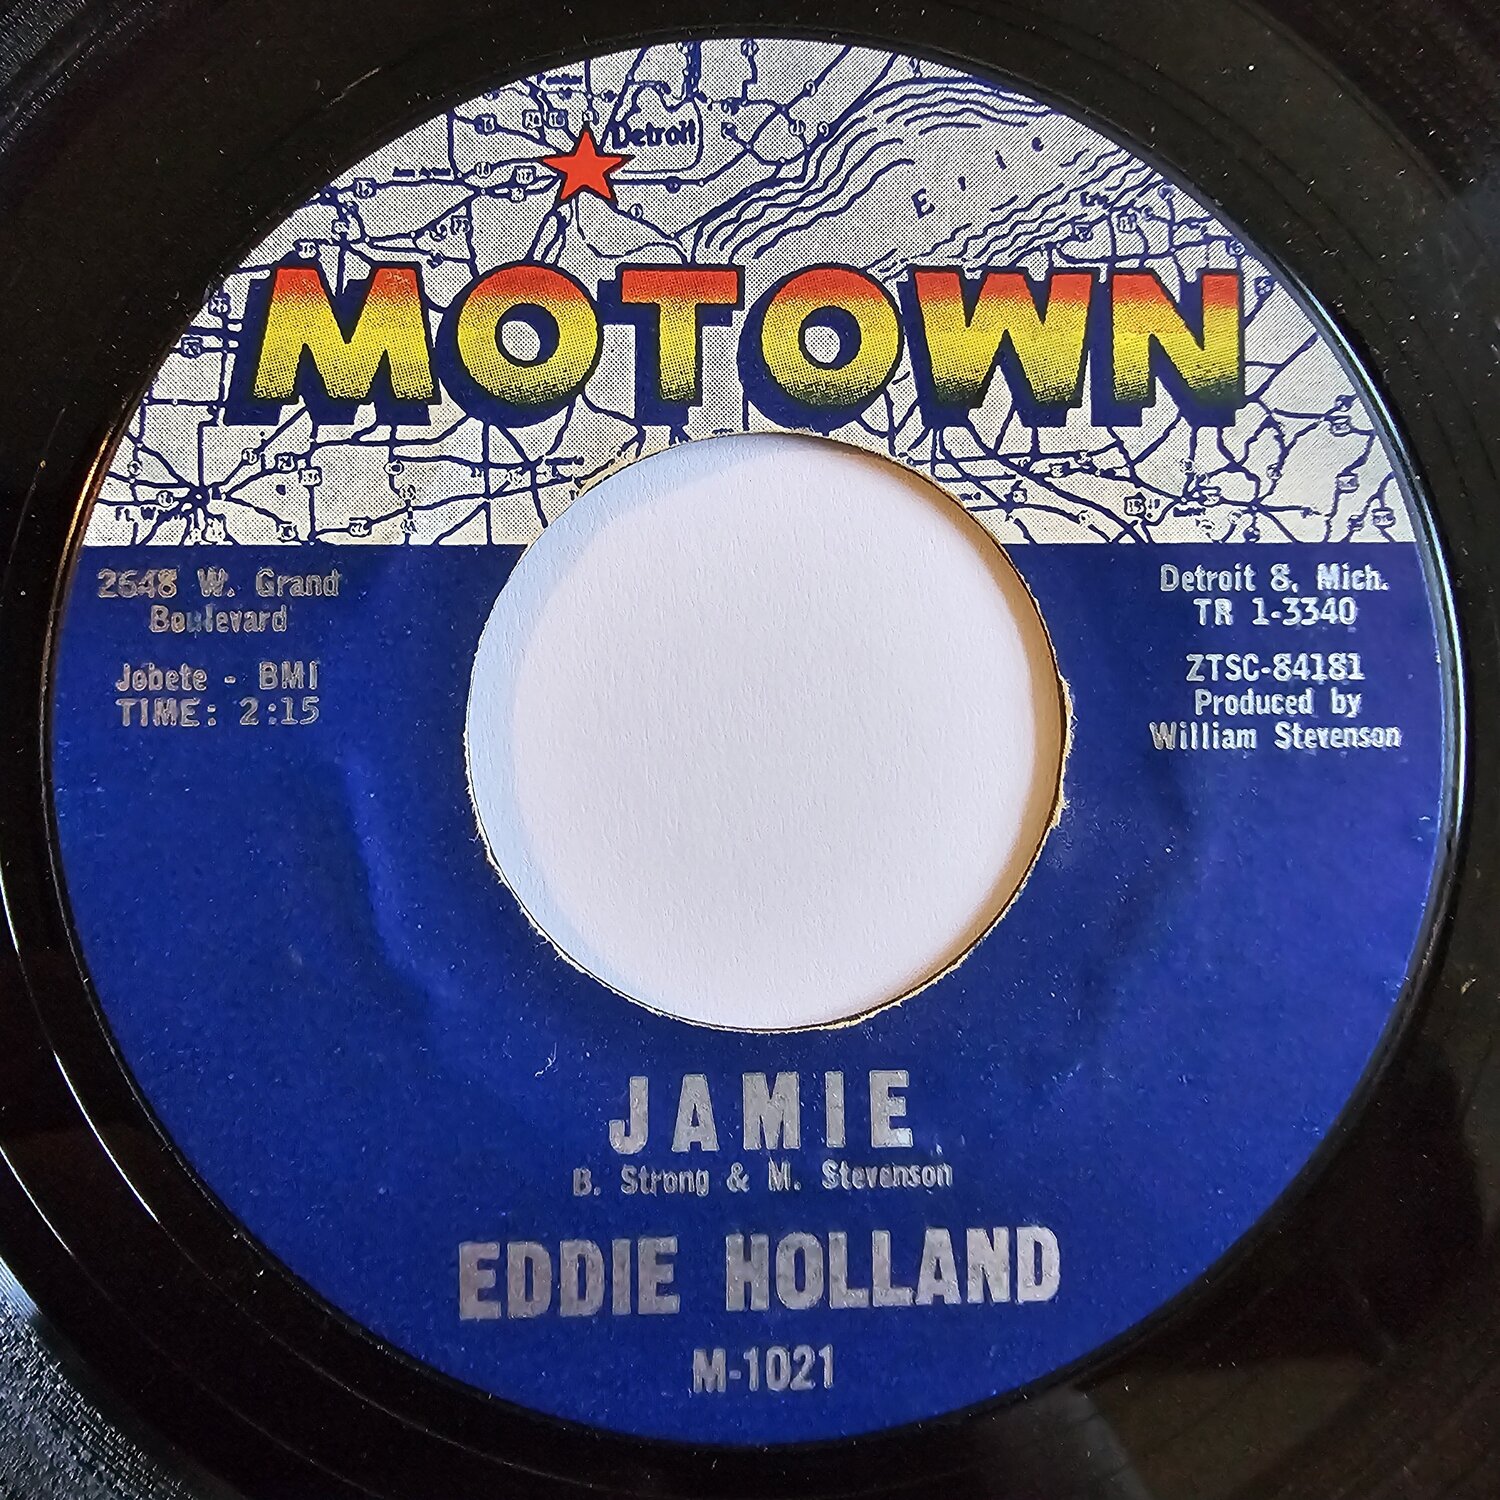 Detroit
Erie
MOTOWN
2648 W. Grand
Boulevard
Jobete - BMI
TIME: 2:15
Detroit 8, Mich.
TR 1-3340
ZTSC-84181
Produced by
William Stevenson
JAMIE
B. Strong & M. Stevenson
EDDIE HOLLAND
M-1021